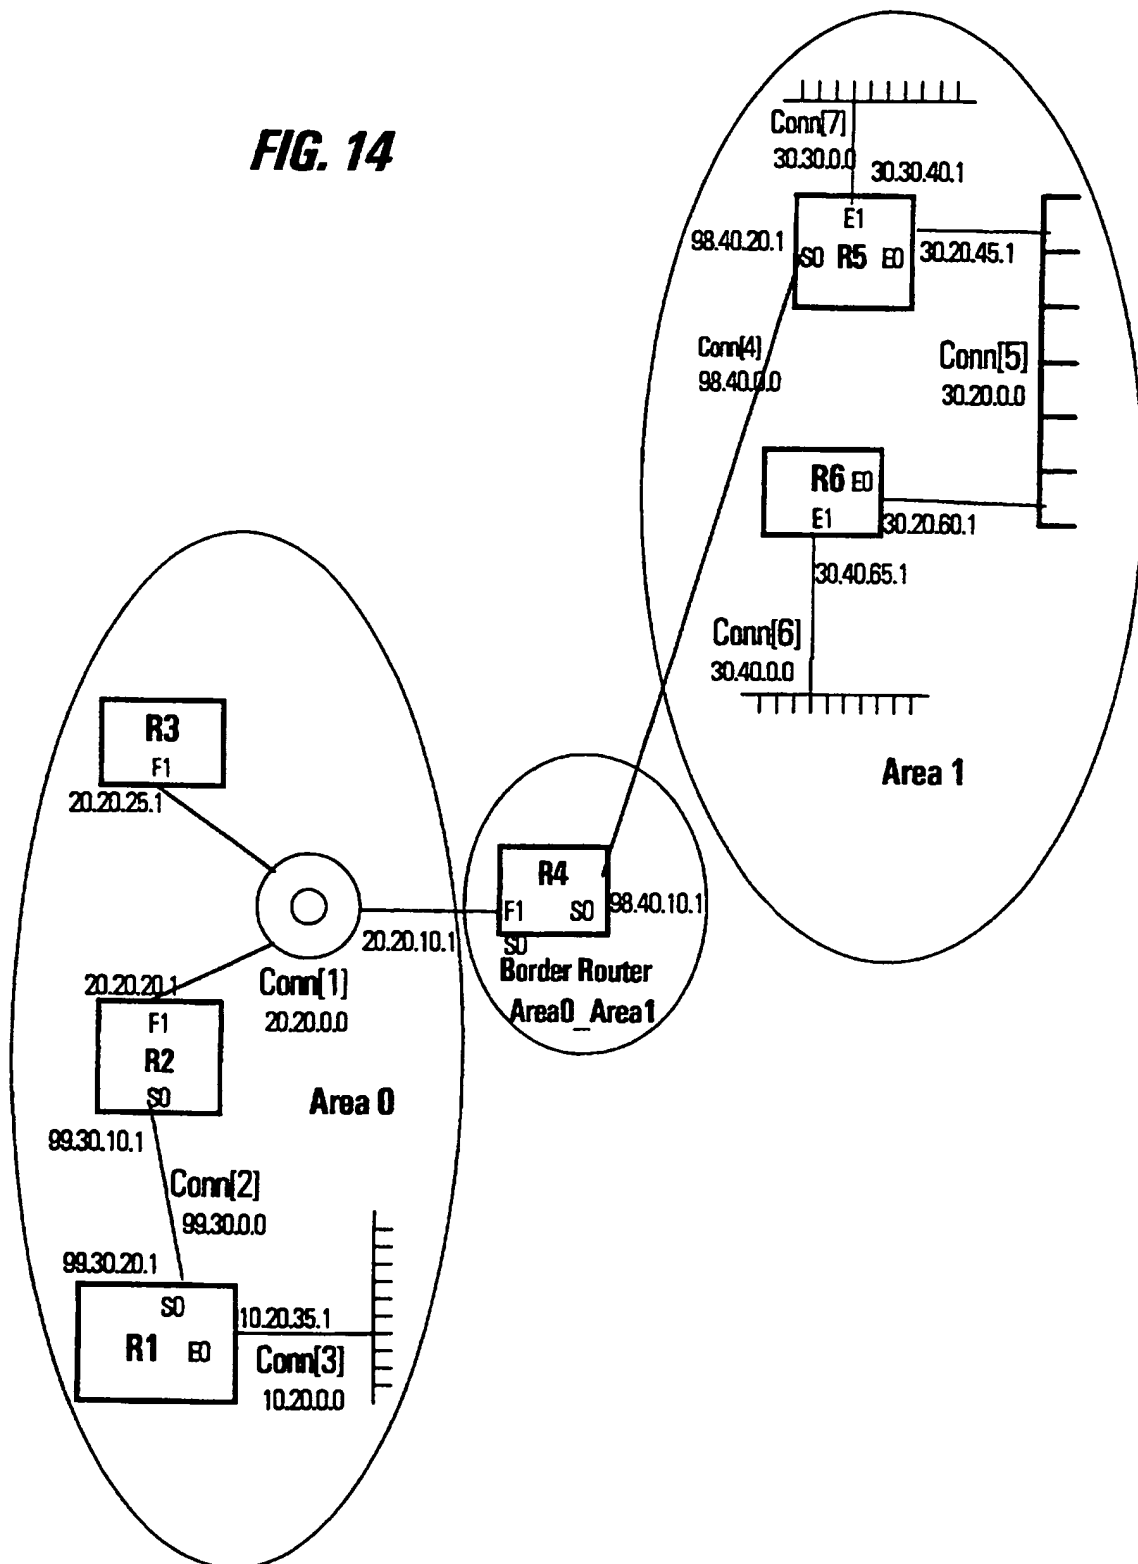 FIG. 14
Conn[7]
30.30.0.0
30.30.40.1
E1
98.40.20.1
S0 R5 E0
30.20.45.1
Conn[4]
98.40.0.0
Conn[5]
30.20.0.0
R6 E0
E1
30.20.60.1
30.40.65.1
Conn[6]
30.40.0.0
Area 1
R3
F1
20.20.25.1
R4
F1 S0
98.40.10.1
S0
20.20.10.1
Border Router
Area0_Area1
20.20.20.1
Conn[1]
20.20.0.0
F1
R2
S0
Area 0
99.30.10.1
Conn[2]
99.30.0.0
99.30.20.1
S0
10.20.35.1
R1 E0
Conn[3]
10.20.0.0